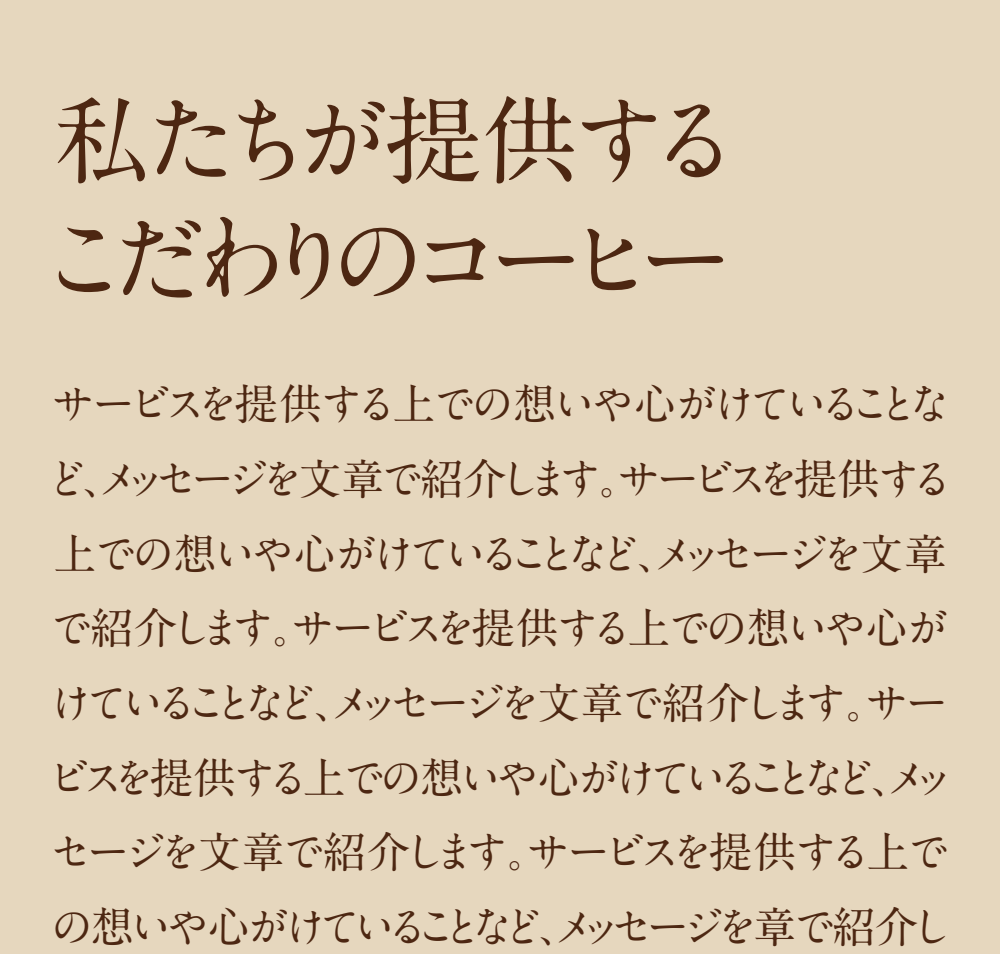 私たちが提供する
こだわりのコーヒー
サービスを提供する上での想いや心がけていることな
ど、メッセージを文章で紹介します。サービスを提供する
上での想いや心がけていることなど、メッセージを文章
で紹介します。サービスを提供する上での想いや心が
けていることなど、メッセージを文章で紹介します。サー
ビスを提供する上での想いや心がけていることなど、メッ
セージを文章で紹介します。サービスを提供する上で
の想いや心がけていることなど、メッセージを章で紹介し